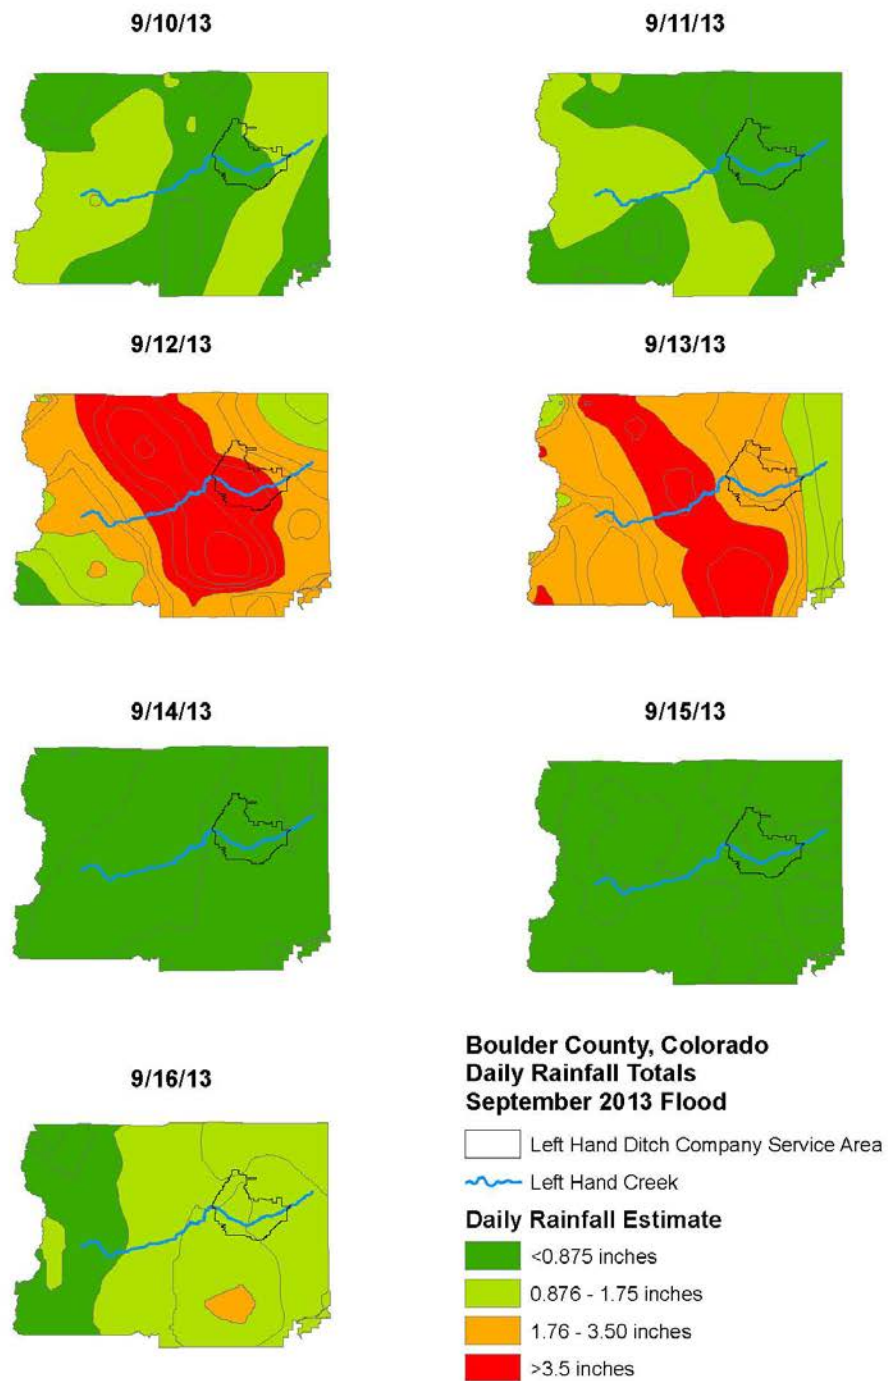 9/10/13
9/11/13
9/12/13
9/13/13
9/14/13
9/15/13
9/16/13
Boulder County, Colorado
Daily Rainfall Totals
September 2013 Flood
Left Hand Ditch Company Service Area
Left Hand Creek
Daily Rainfall Estimate
<0.875 inches
0.876 - 1.75 inches
1.76 - 3.50 inches
>3.5 inches